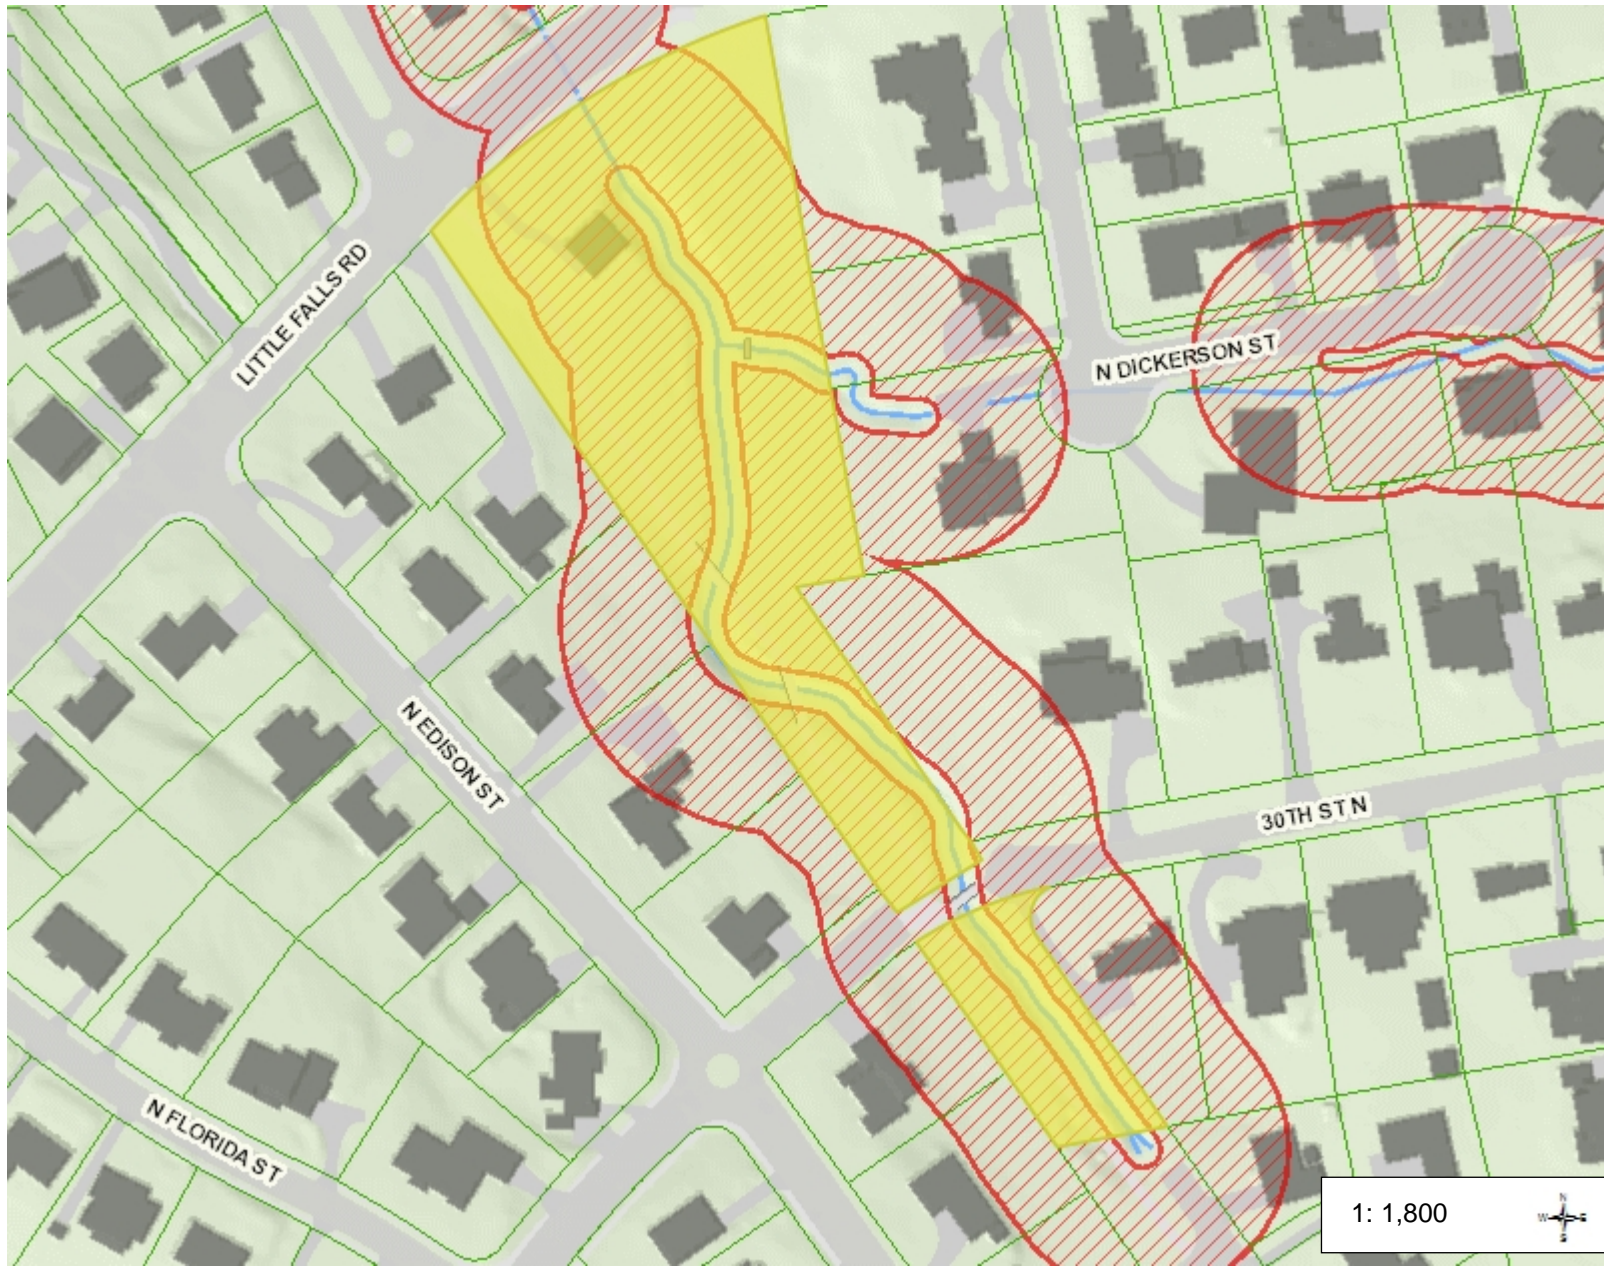 LITTLE FALLS RD
N DICKERSON ST
N EDISON ST
30TH ST N
N FLORIDA ST
1: 1,800
N
W E
S